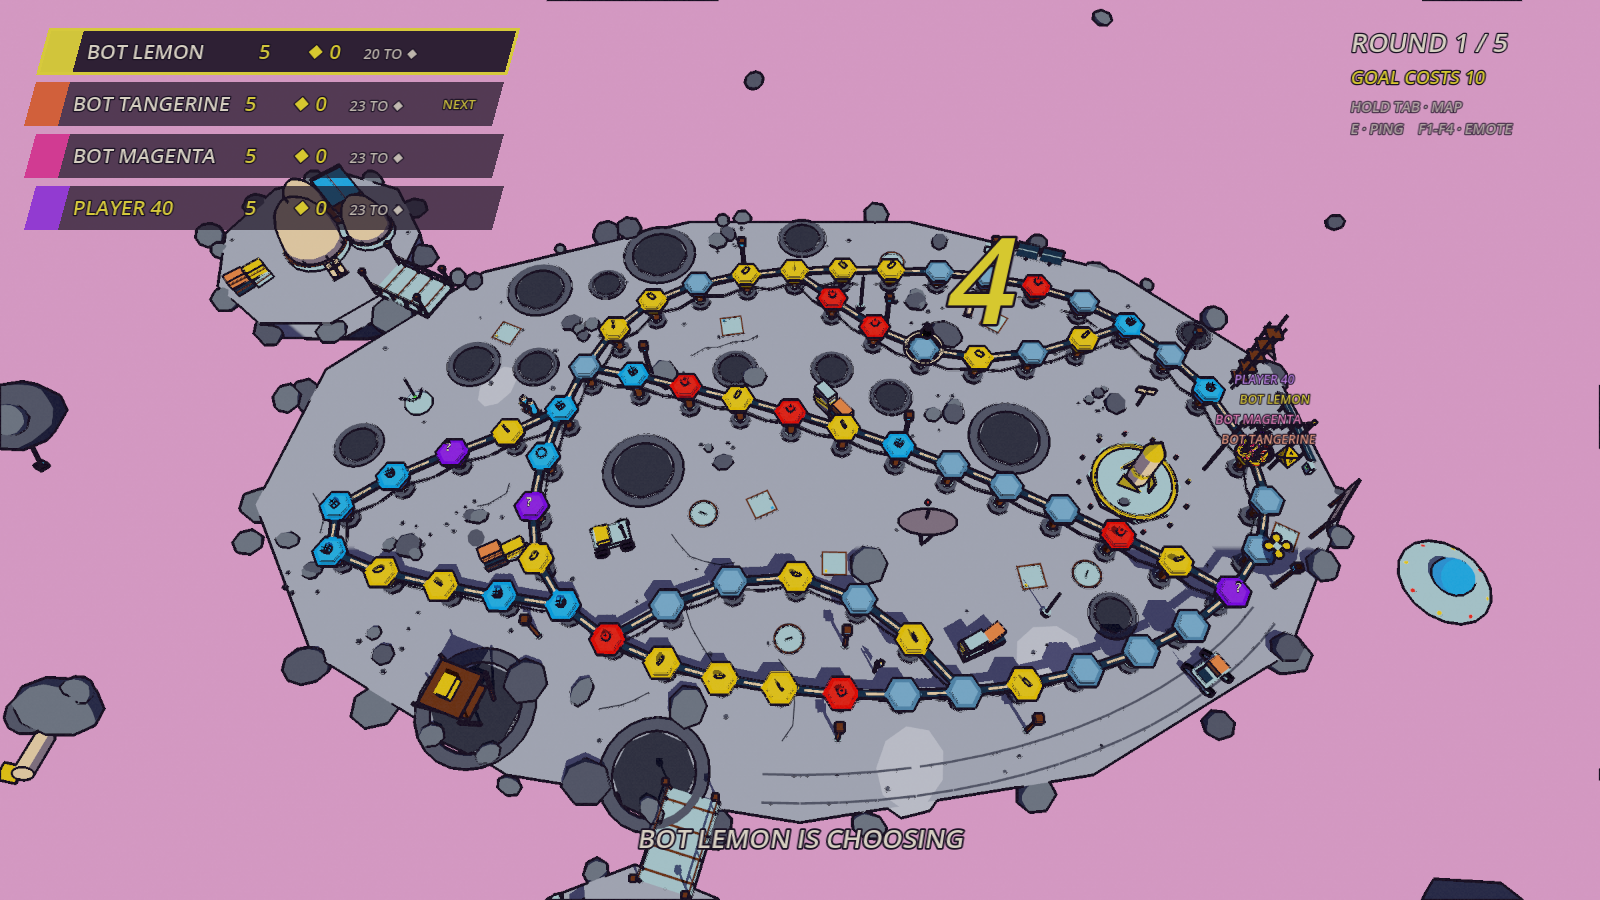 BOT LEMON 5 ◆ 0 20 TO ◆
BOT TANGERINE 5 ◆ 0 23 TO ◆ NEXT
BOT MAGENTA 5 ◆ 0 23 TO ◆
PLAYER 40 5 ◆ 0 23 TO ◆
ROUND 1 / 5
GOAL COSTS 10
HOLD TAB · MAP
E · PING F1-F4 · EMOTE
4
PLAYER 40
BOT LEMON
BOT MAGENTA
BOT TANGERINE
?
?
?
BOT LEMON IS CHOOSING